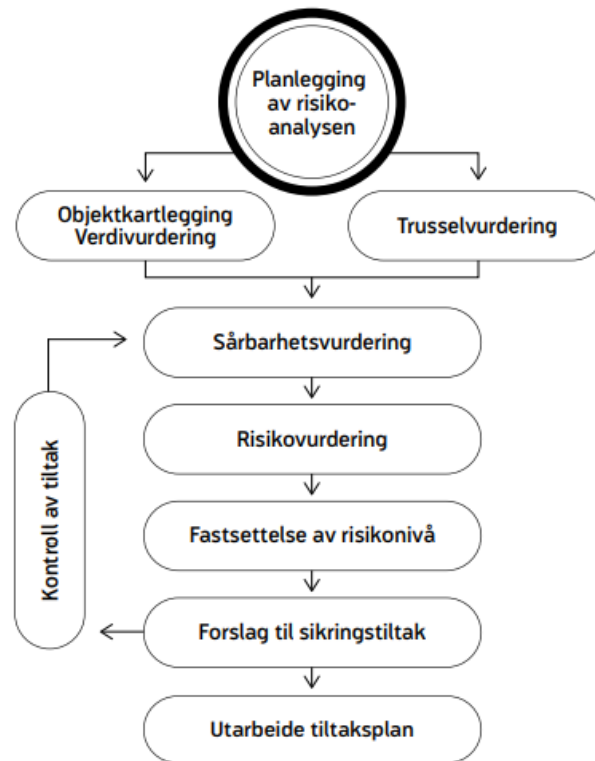 Planlegging
av risiko-
analysen
Objektkartlegging
Verdivurdering
Trusselvurdering
Sårbarhetsvurdering
Risikovurdering
Fastsettelse av risikonivå
Forslag til sikringstiltak
Kontroll av tiltak
Utarbeide tiltaksplan